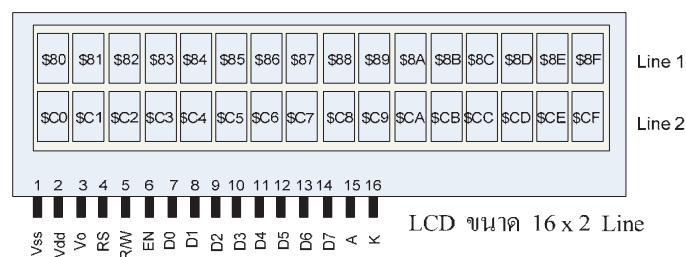 $80 $81 $82 $83 $84 $85 $86 $87 $88 $89 $8A $8B $8C $8D $8E $8F Line 1
$C0 $C1 $C2 $C3 $C4 $C5 $C6 $C7 $C8 $C9 $CA $CB $CC $CD $CE $CF Line 2
1 2 3 4 5 6 7 8 9 10 11 12 13 14 15 16
Vss Vdd Vo RS R/W EN D0 D1 D2 D3 D4 D5 D6 D7 A K
LCD ขนาด 16 x 2 Line